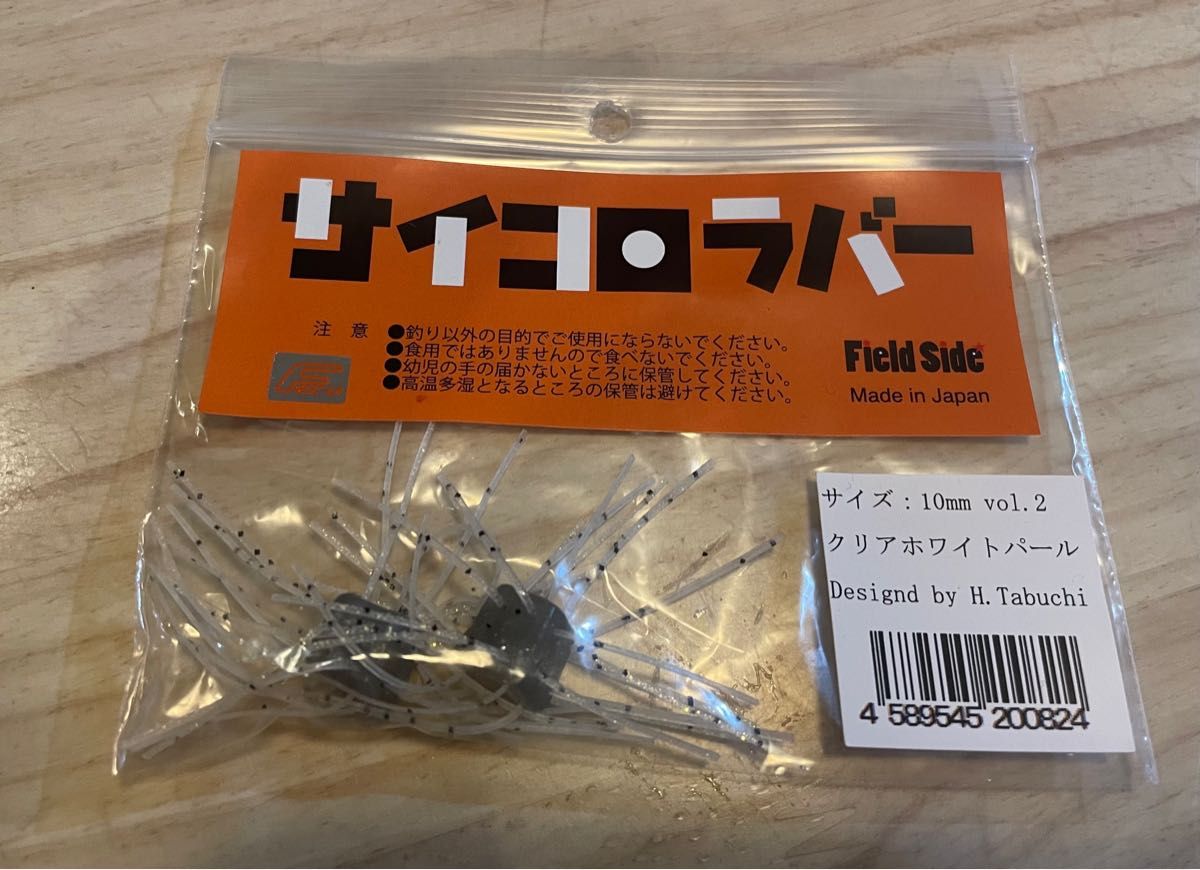 サイコロラバー
注 意
●釣り以外の目的でご使用にならないでください。
●食用ではありませんので食べないでください。
●幼児の手の届かないところに保管してください。
●高温多湿となるところの保管は避けてください。
Field Side
Made in Japan
サイズ：10mm vol.2
クリアホワイトパール
Designd by H.Tabuchi
4 589545 200824